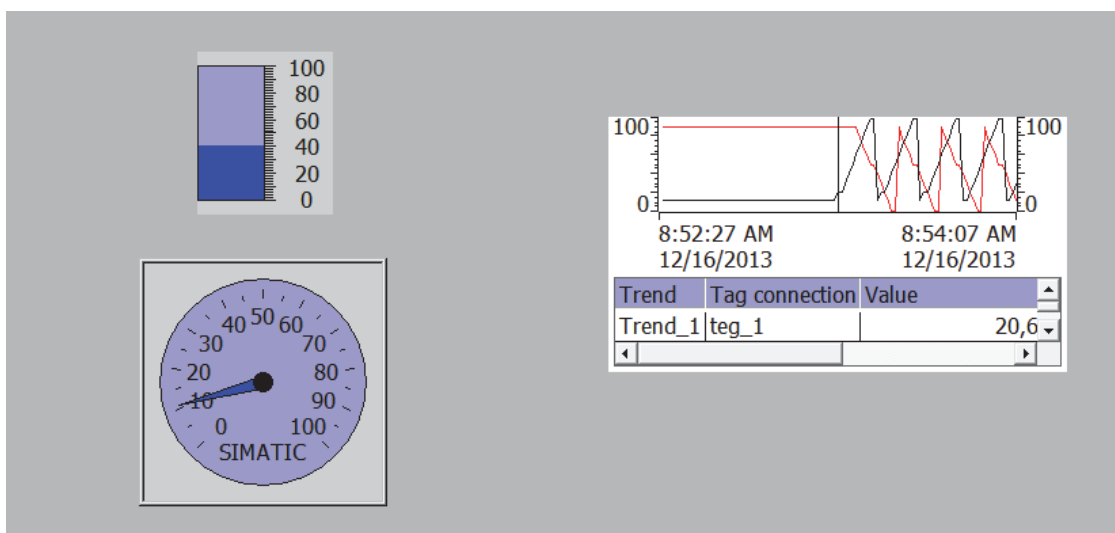 100
80
60
40
20
0
40 50 60
30 70
20 80
10 90
0 100
SIMATIC
100 100
0 0
8:52:27 AM 8:54:07 AM
12/16/2013 12/16/2013
Trend Tag connection Value
Trend_1 teg_1 20,6